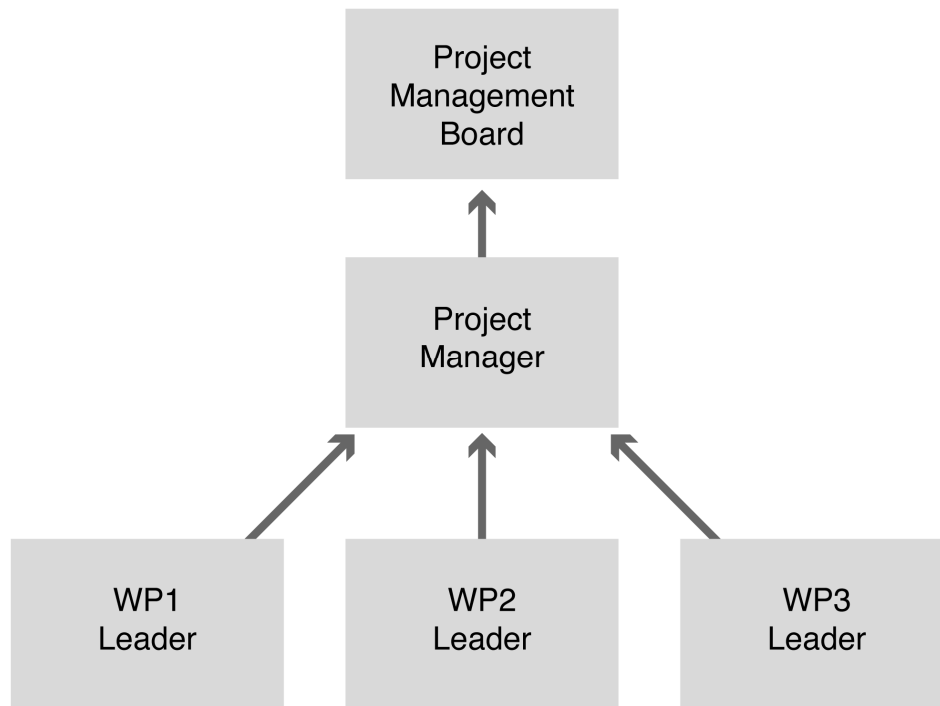 Project
Management
Board
Project
Manager
WP1
Leader
WP2
Leader
WP3
Leader